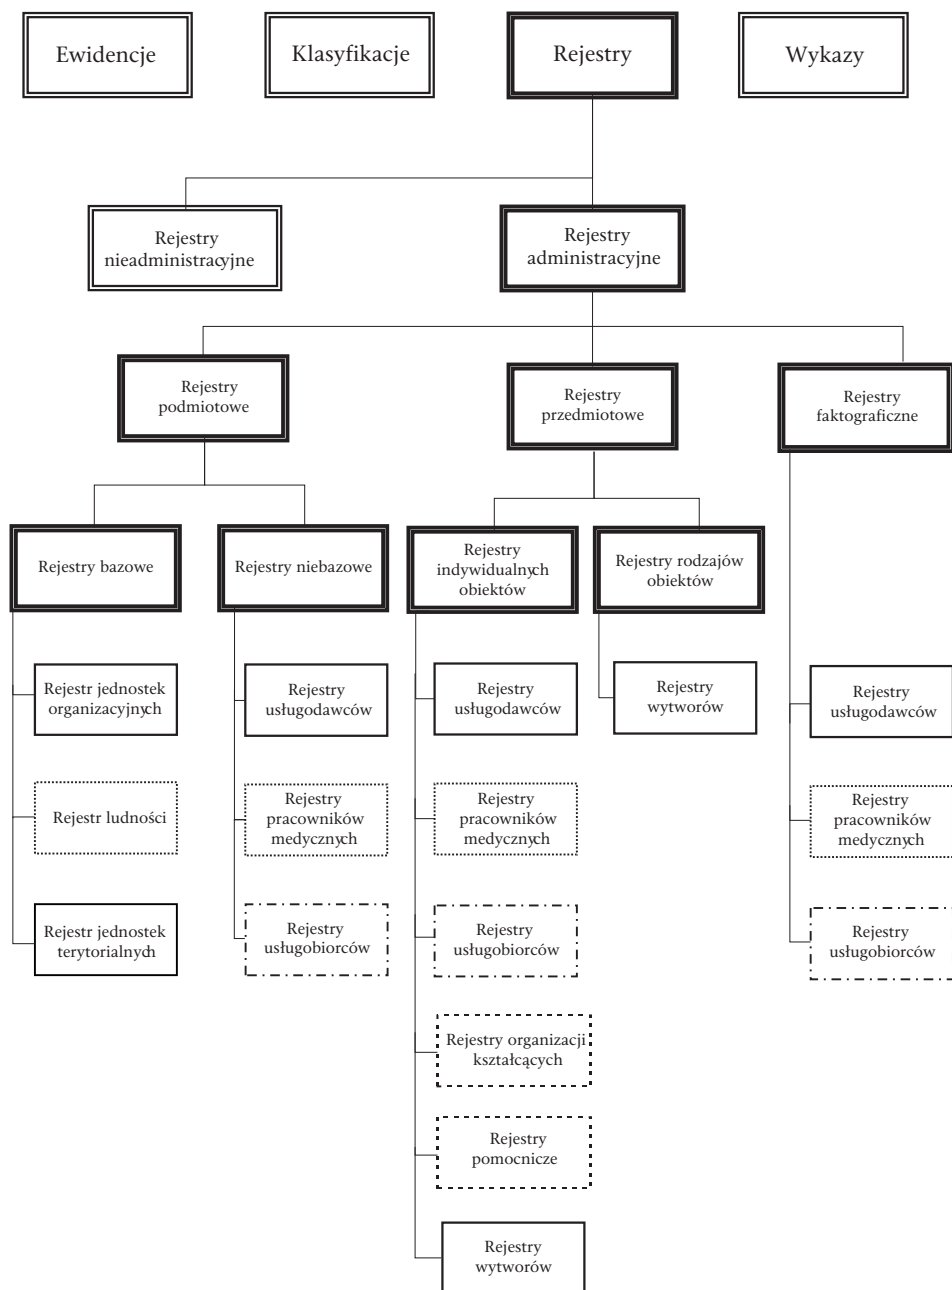 Ewidencje
Klasyfikacje
Rejestry
Wykazy
Rejestry
nieadministracyjne
Rejestry
administracyjne
Rejestry
podmiotowe
Rejestry
przedmiotowe
Rejestry
faktograficzne
Rejestry bazowe
Rejestry niebazowe
Rejestry
indywidualnych
obiektów
Rejestry rodzajów
obiektów
Rejestr jednostek
organizacyjnych
Rejestry
usługodawców
Rejestry
usługodawców
Rejestry
wytworów
Rejestry
usługodawców
Rejestr ludności
Rejestry
pracowników
medycznych
Rejestry
pracowników
medycznych
Rejestry
pracowników
medycznych
Rejestr jednostek
terytorialnych
Rejestry
usługobiorców
Rejestry
usługobiorców
Rejestry
usługobiorców
Rejestry organizacji
kształcących
Rejestry
pomocnicze
Rejestry
wytworów